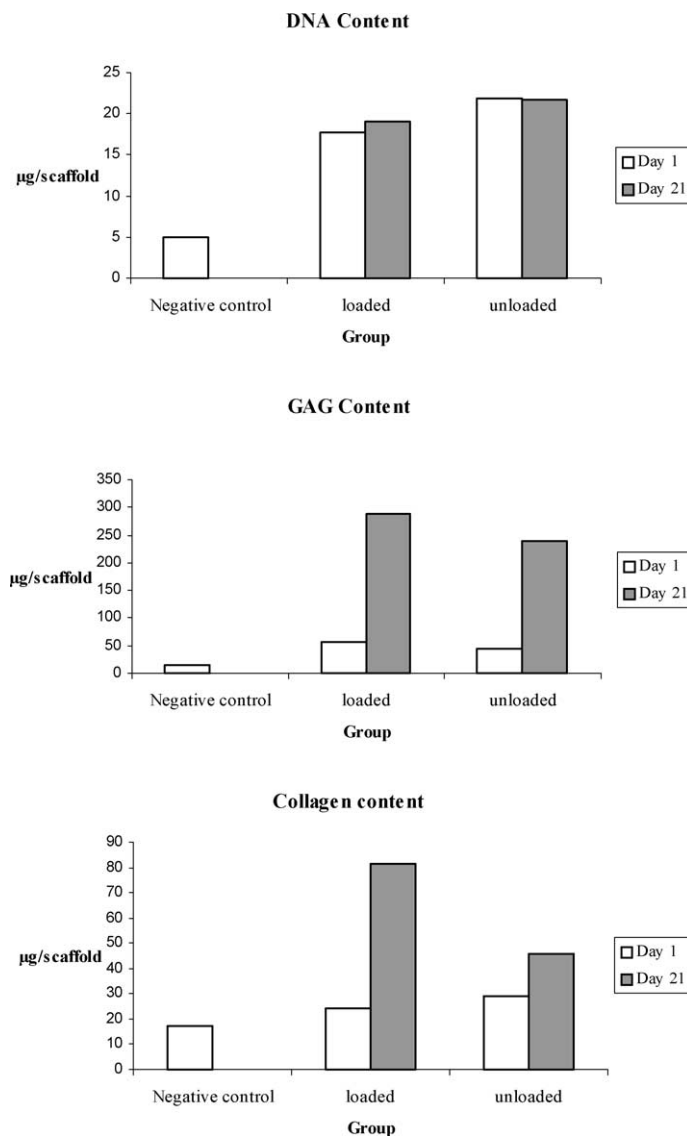 DNA Content
25
20
15
10
5
0
µg/scaffold
Day 1
Day 21
Negative control loaded unloaded
Group
GAG Content
350
300
250
200
150
100
50
0
µg/scaffold
Day 1
Day 21
Negative control loaded unloaded
Group
Collagen content
90
80
70
60
50
40
30
20
10
0
µg/scaffold
Day 1
Day 21
Negative control loaded unloaded
Group